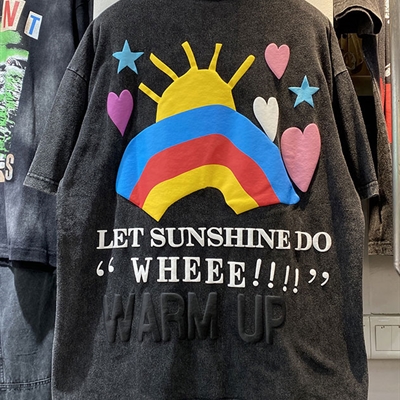 LET SUNSHINE DO
“ WHEEE!!!!”
WARM UP